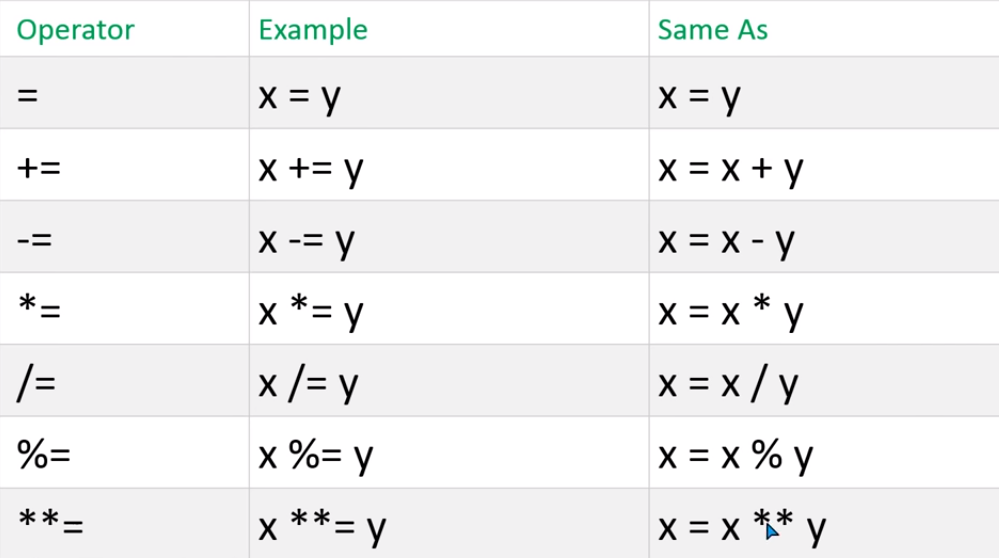 Operator Example Same As
= x = y x = y
+= x += y x = x + y
-= x -= y x = x - y
*= x *= y x = x * y
/= x /= y x = x / y
%= x %= y x = x % y
**= x **= y x = x ** y